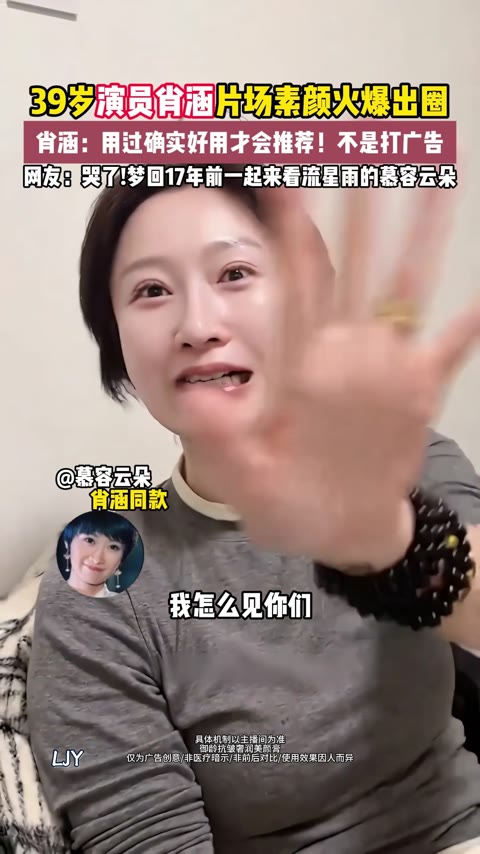 39岁演员肖涵片场素颜火爆出圈
肖涵：用过确实好用才会推荐！不是打广告
网友：哭了!梦回17年前一起来看流星雨的慕容云朵
@慕容云朵
肖涵同款
我怎么见你们
具体机制以主播间为准
御龄抗皱奢润美颜膏
仅为广告创意/非医疗暗示/非前后对比/使用效果因人而异
LJY